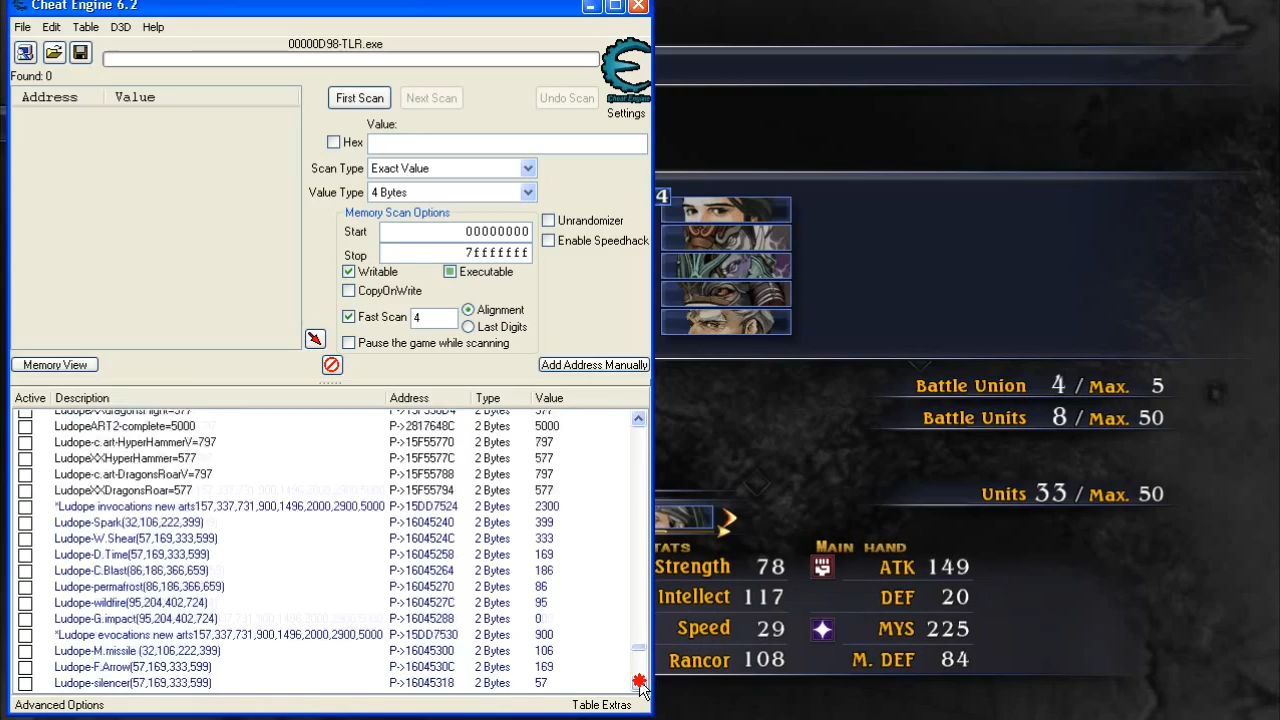 Cheat Engine 6.2
File Edit Table D3D Help
00000D98-TLR.exe
Found: 0
Address Value
First Scan Next Scan Undo Scan
Cheat Engine
Settings
Value:
Hex
Scan Type Exact Value
Value Type 4 Bytes
Memory Scan Options
Start 00000000
Stop 7fffffff
Unrandomizer
Enable Speedhack
Writable Executable
CopyOnWrite
Fast Scan 4 Alignment
Last Digits
Pause the game while scanning
Memory View Add Address Manually
Active Description Address Type Value
LudopeART2-complete=5000 P->2817648C 2 Bytes 5000
Ludope-c.art-HyperHammerV=797 P->15F55770 2 Bytes 797
LudopeXXHyperHammer=577 P->15F5577C 2 Bytes 577
Ludope-c.art-DragonsRoarV=797 P->15F55788 2 Bytes 797
LudopeXXDragonsRoar=577 P->15F55794 2 Bytes 577
*Ludope invocations new arts157,337,731,900,1496,2000,2900,5000 P->15DD7524 2 Bytes 2300
Ludope-Spark(32,106,222,399) P->16045240 2 Bytes 399
Ludope-W.Shear(57,169,333,599) P->1604524C 2 Bytes 333
Ludope-D.Time(57,169,333,599) P->16045258 2 Bytes 169
Ludope-C.Blast(86,186,366,659) P->16045264 2 Bytes 186
Ludope-permafrost(86,186,366,659) P->16045270 2 Bytes 86
Ludope-wildfire(95,204,402,724) P->1604527C 2 Bytes 95
Ludope-G.impact(95,204,402,724) P->16045288 2 Bytes 0
*Ludope evocations new arts157,337,731,900,1496,2000,2900,5000 P->15DD7530 2 Bytes 900
Ludope-M.missile (32,106,222,399) P->16045300 2 Bytes 106
Ludope-F.Arrow(57,169,333,599) P->1604530C 2 Bytes 169
Ludope-silencer(57,169,333,599) P->16045318 2 Bytes 57
Advanced Options Table Extras
4
Battle Union 4 / Max. 5
Battle Units 8 / Max. 50
Units 33 / Max. 50
Main hand
Strength 78 ATK 149
Intellect 117 DEF 20
Speed 29 MYS 225
Rancor 108 M. DEF 84